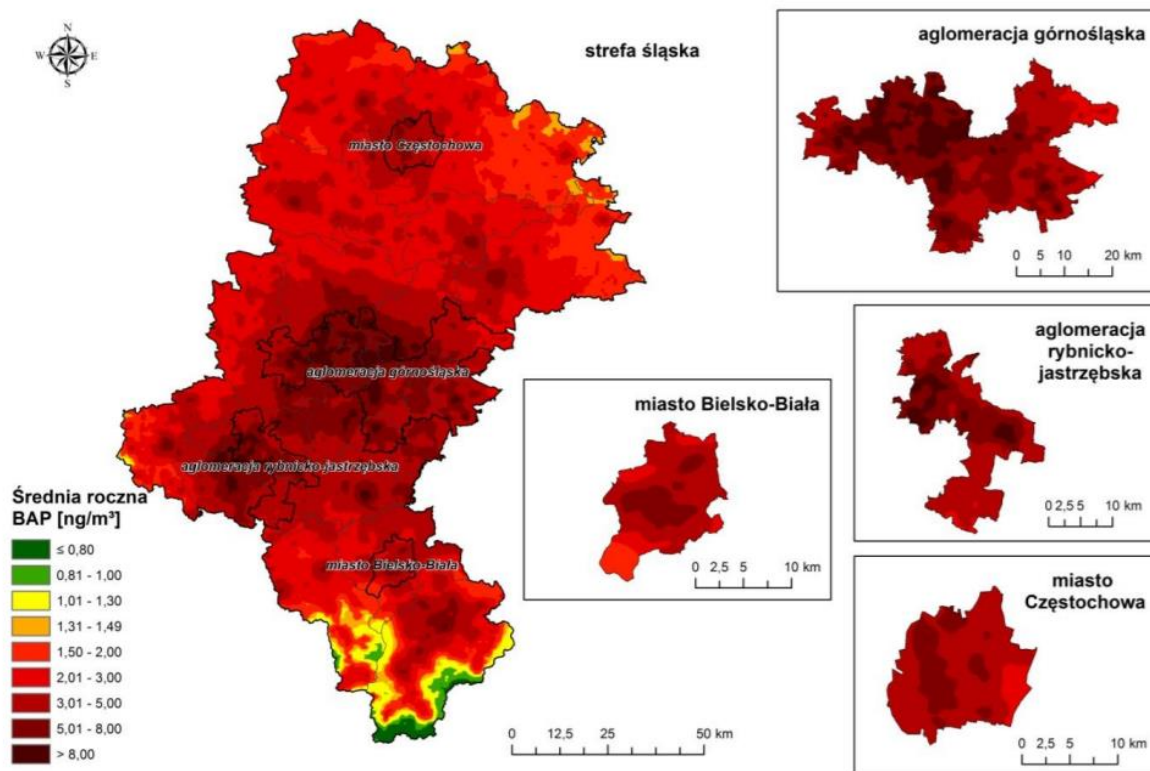 N
W E
S
strefa śląska
miasto Częstochowa
aglomeracja górnośląska
aglomeracja rybnicko-jastrzębska
miasto Bielsko-Biała
Średnia roczna
BAP [ng/m³]
≤ 0,80
0,81 - 1,00
1,01 - 1,30
1,31 - 1,49
1,50 - 2,00
2,01 - 3,00
3,01 - 5,00
5,01 - 8,00
> 8,00
0 12,5 25 50 km
aglomeracja górnośląska
0 5 10 20 km
miasto Bielsko-Biała
0 2,5 5 10 km
aglomeracja
rybnicko-
jastrzębska
0 2,5 5 10 km
miasto
Częstochowa
0 2,5 5 10 km